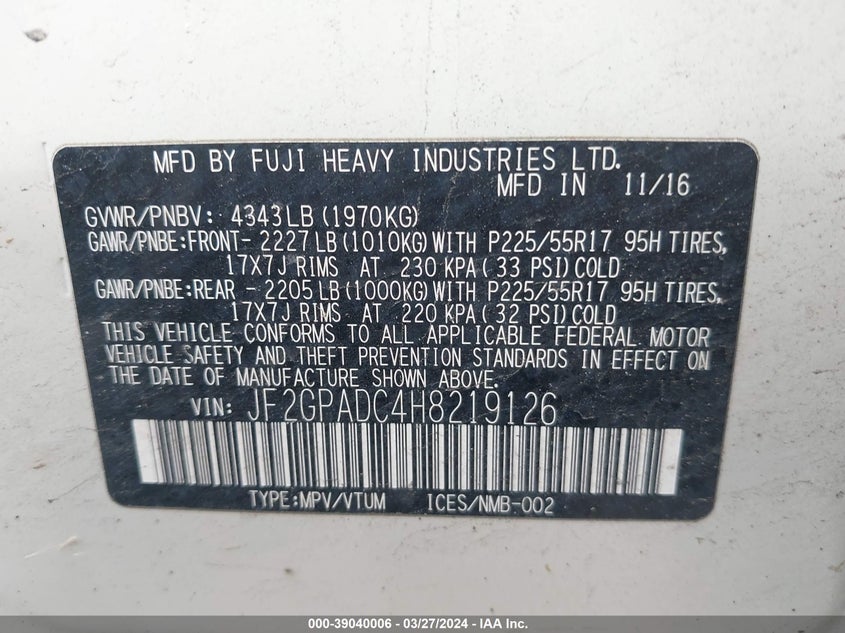 MFD BY FUJI HEAVY INDUSTRIES LTD.
MFD IN 11/16
GVWR/PNBV: 4343LB(1970KG)
GAWR/PNBE:FRONT- 2227LB(1010KG)WITH P225/55R17 95H TIRES,
17X7J RIMS AT 230 KPA(33 PSI)COLD
GAWR/PNBE:REAR - 2205LB(1000KG)WITH P225/55R17 95H TIRES,
17X7J RIMS AT 220 KPA(32 PSI)COLD
THIS VEHICLE CONFORMS TO ALL APPLICABLE FEDERAL MOTOR
VEHICLE SAFETY AND THEFT PREVENTION STANDARDS IN EFFECT ON
THE DATE OF MANUFACTURE SHOWN ABOVE.
VIN: JF2GPADC4H8219126
TYPE:MPV/VTUM ICES/NMB-002
000-39040006 - 03/27/2024 - IAA Inc.